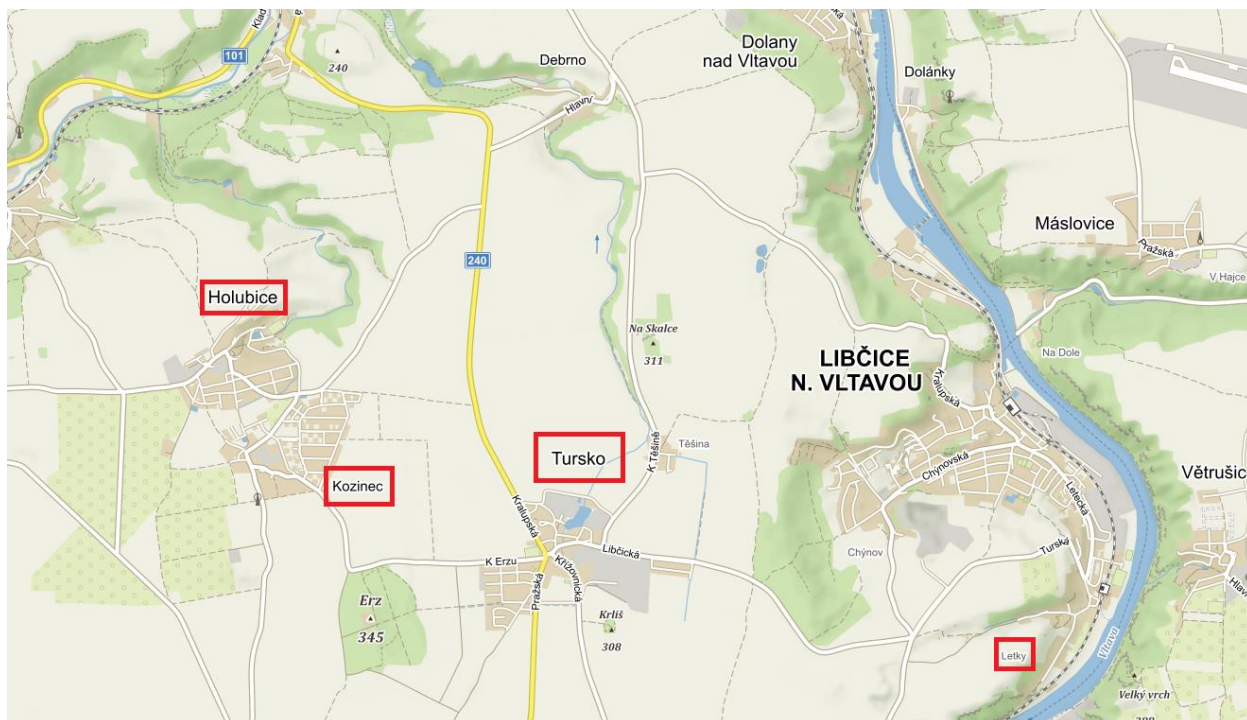 Klad
101
240
Debrno
Hlavní
Dolany
nad Vltavou
Dolánky
Máslovice
Pražská
V Hajce
Holubice
240
Na Skalce
311
LIBČICE
N. VLTAVOU
Na Dole
Kralupská
Tursko
Těšina
K Těšině
Kozinec
Chýnovská
Letecká
Větrušic
Kralupská
Libčická
Chýnov
Turská
K Erzu
Křižovnická
Pražská
Erz
345
Krliš
308
Letky
Vltava
Velký vrch